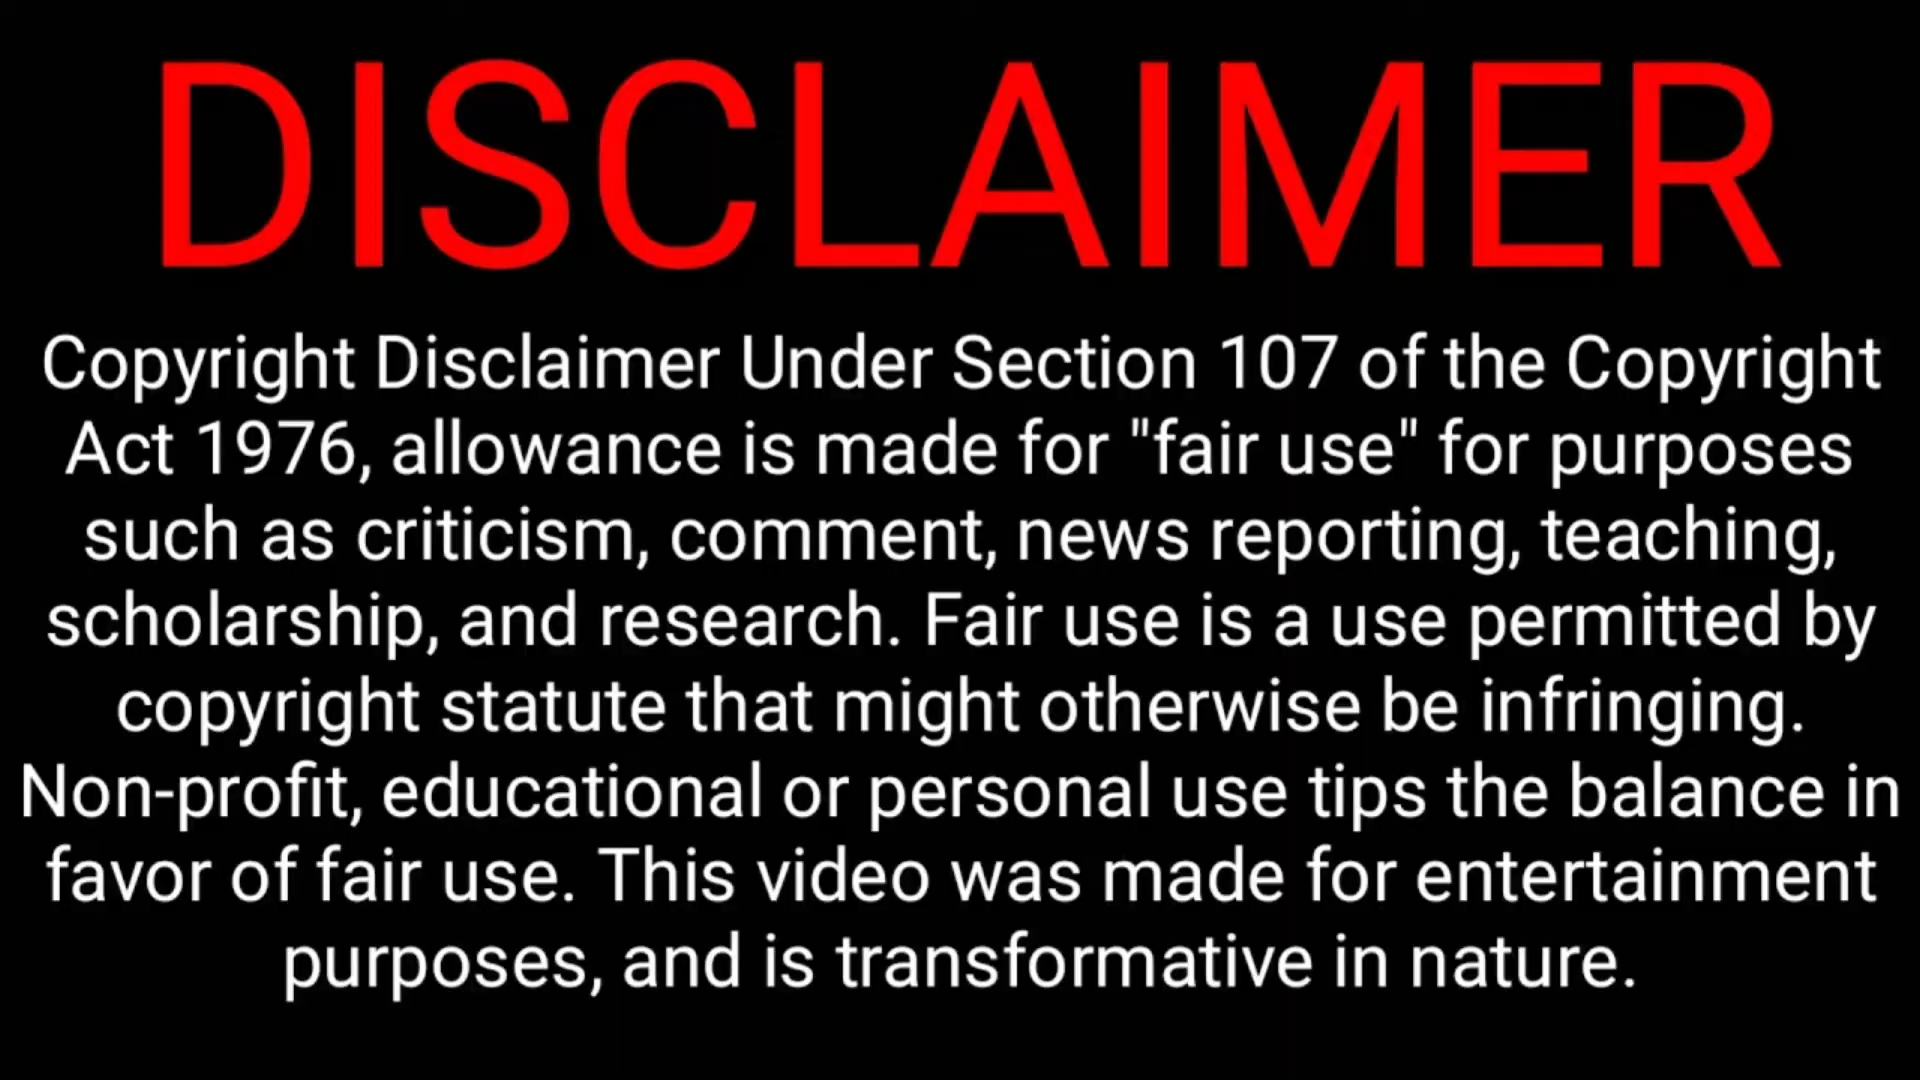 DISCLAIMER
Copyright Disclaimer Under Section 107 of the Copyright
Act 1976, allowance is made for "fair use" for purposes
such as criticism, comment, news reporting, teaching,
scholarship, and research. Fair use is a use permitted by
copyright statute that might otherwise be infringing.
Non-profit, educational or personal use tips the balance in
favor of fair use. This video was made for entertainment
purposes, and is transformative in nature.